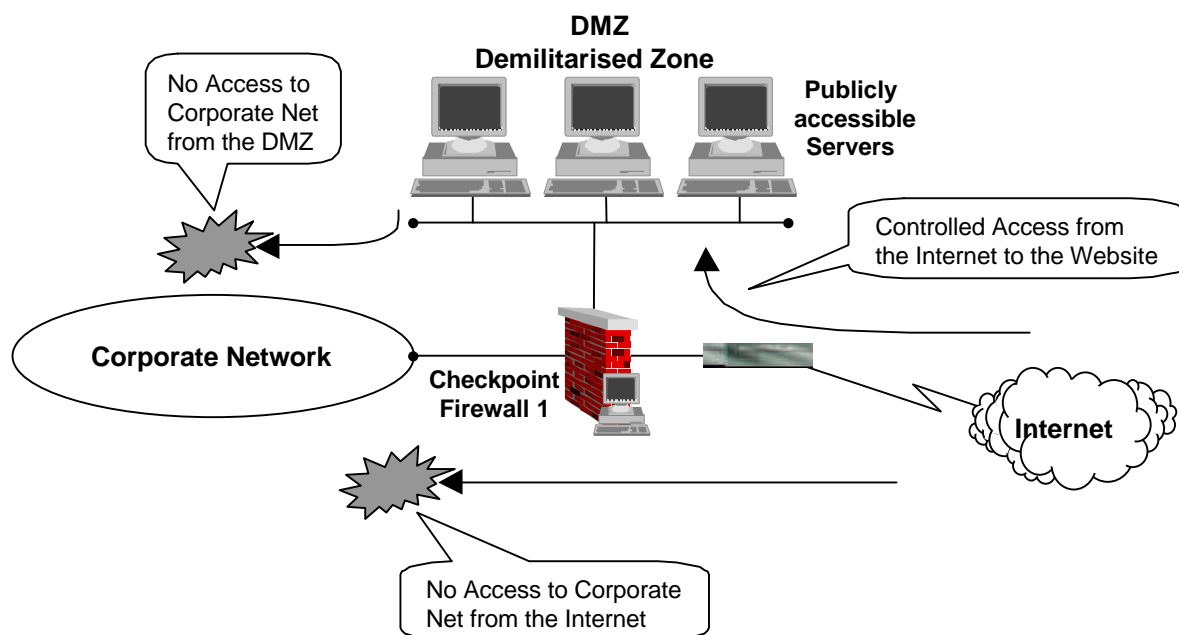 DMZ
Demilitarised Zone
No Access to
Corporate Net
from the DMZ
Publicly
accessible
Servers
Controlled Access from
the Internet to the Website
Corporate Network
Checkpoint
Firewall 1
Internet
No Access to Corporate
Net from the Internet